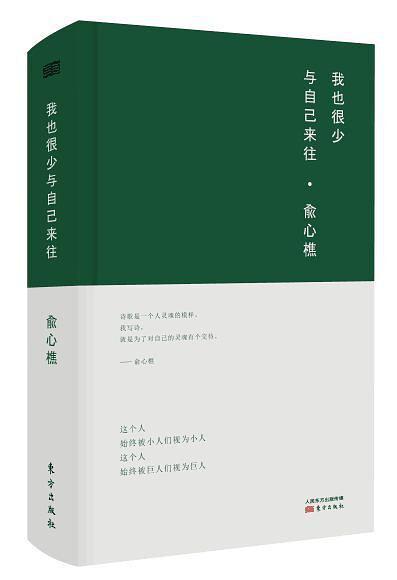 我也很少
与自己来往
·
俞心樵
诗歌是一个人灵魂的模样。
我写诗，
就是为了对自己的灵魂有个交待。
——俞心樵
这个人
始终被小人们视为小人
这个人
始终被巨人们视为巨人
人民东方出版传媒
东方出版社
我也很少与自己来往
俞心樵
东方出版社